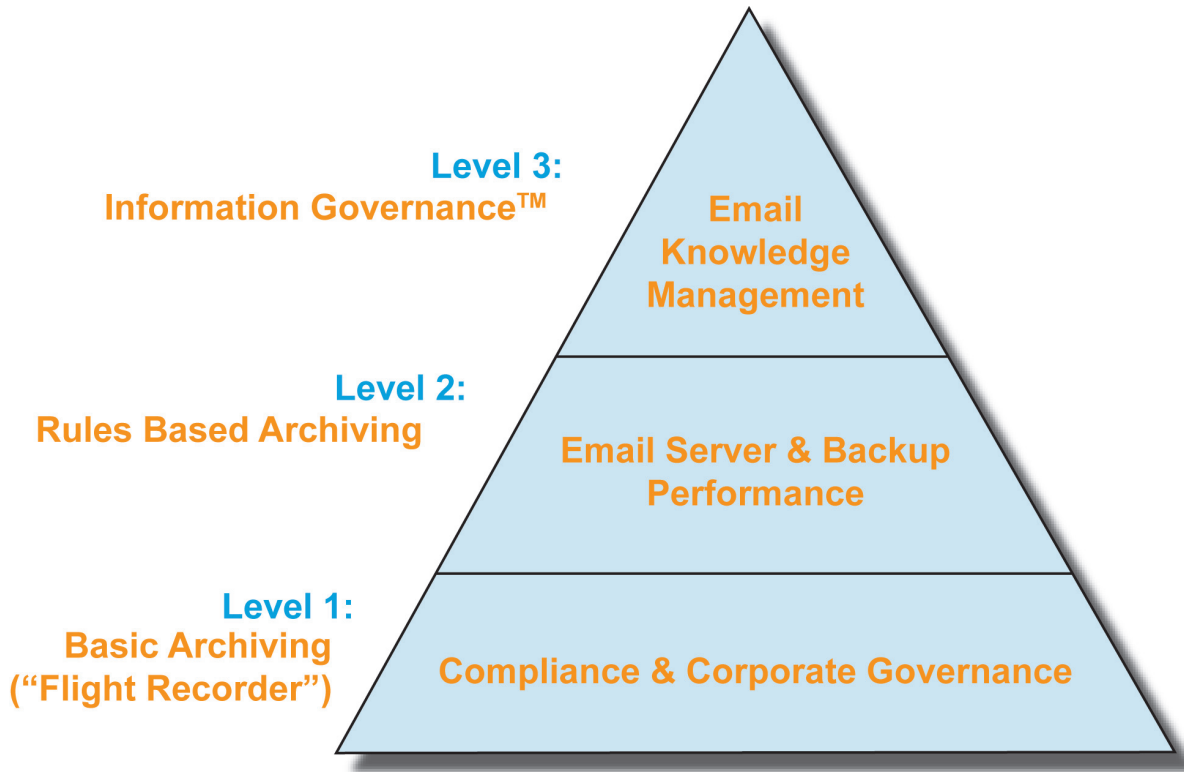 Level 3:
Information Governance™
Email
Knowledge
Management
Level 2:
Rules Based Archiving
Email Server & Backup
Performance
Level 1:
Basic Archiving
(“Flight Recorder”)
Compliance & Corporate Governance